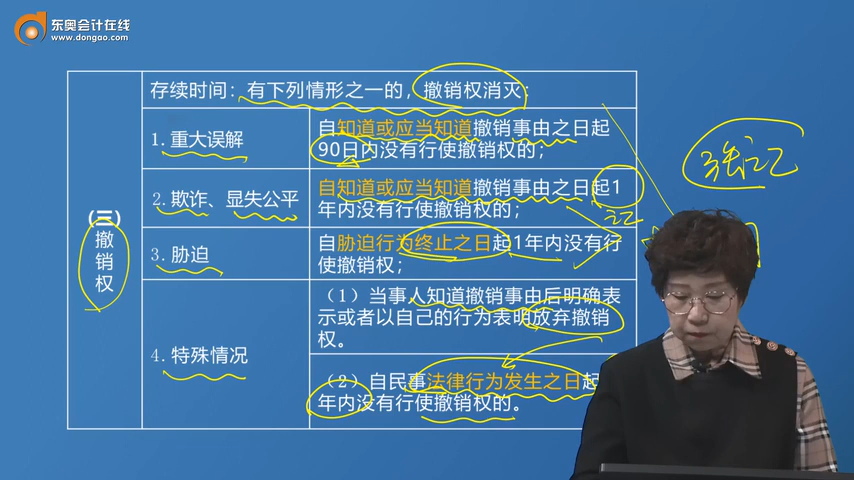 东奥会计在线
www.dongao.com
存续时间：有下列情形之一的，撤销权消灭：
(三)
撤
销
权
1.重大误解
自知道或应当知道撤销事由之日起
90日内没有行使撤销权的；
2.欺诈、显失公平
自知道或应当知道撤销事由之日起1
年内没有行使撤销权的；
3.胁迫
自胁迫行为终止之日起1年内没有行
使撤销权；
4.特殊情况
（1）当事人知道撤销事由后明确表
示或者以自己的行为表明放弃撤销
权。
（2）自民事法律行为发生之日起
年内没有行使撤销权的。